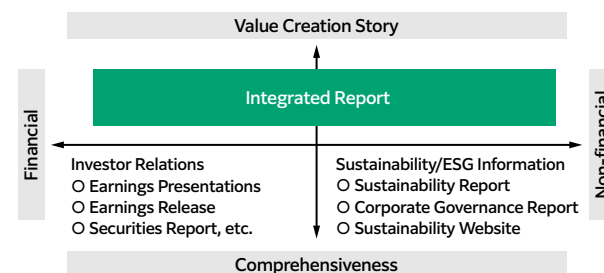 Value Creation Story
Integrated Report
Financial
Non-financial
Investor Relations
○ Earnings Presentations
○ Earnings Release
○ Securities Report, etc.
Sustainability/ESG Information
○ Sustainability Report
○ Corporate Governance Report
○ Sustainability Website
Comprehensiveness